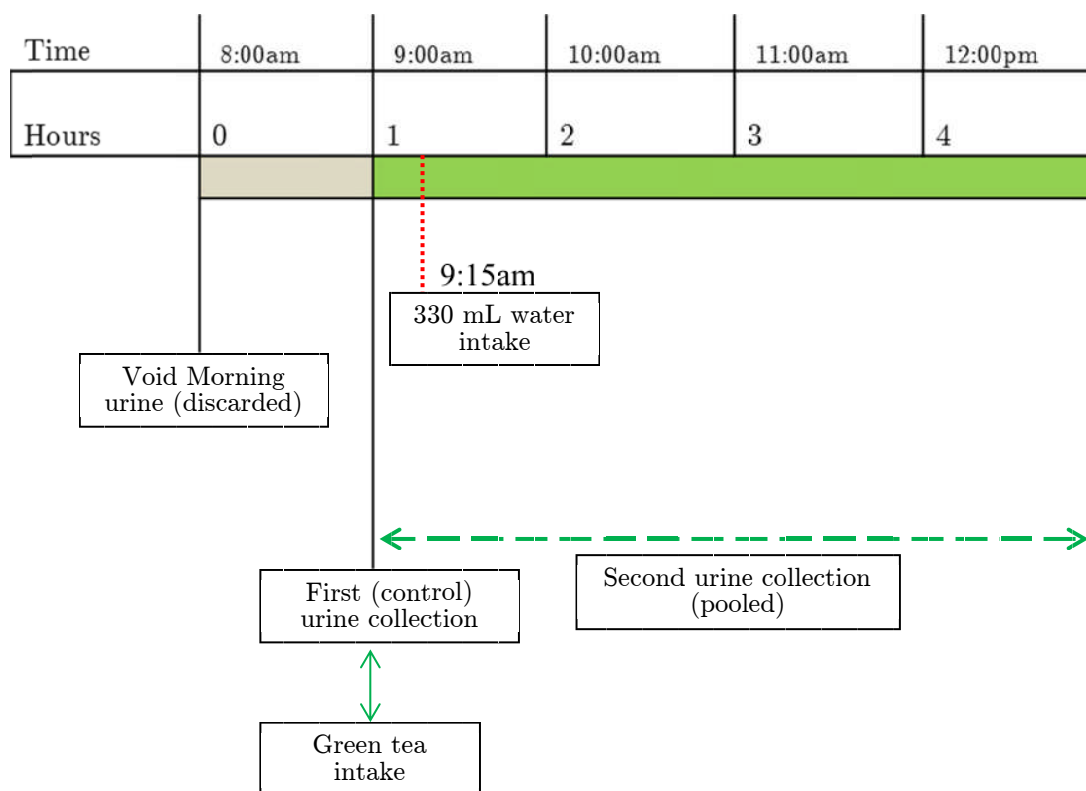 Time 8:00am 9:00am 10:00am 11:00am 12:00pm
Hours 0 1 2 3 4
9:15am
330 mL water
intake
Void Morning
urine (discarded)
First (control)
urine collection
Second urine collection
(pooled)
Green tea
intake